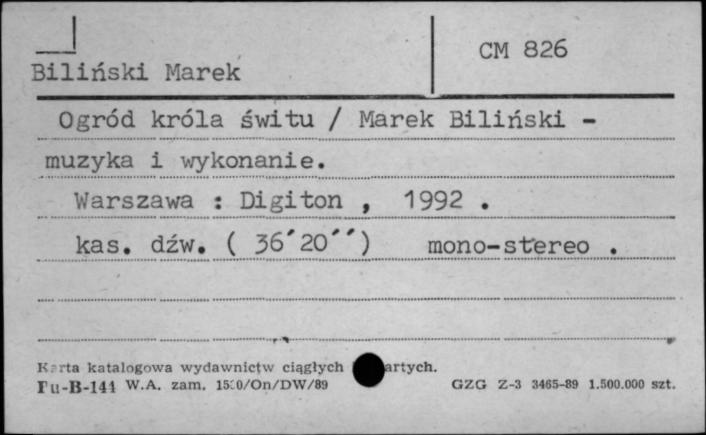 CM 826
Biliński Marek
Ogród króla świtu / Marek Biliński -
muzyka i wykonanie.
Warszawa : Digiton , 1992 .
kas. dźw. ( 36´20´´) mono-stereo .
Karta katalogowa wydawnictw ciągłych artych.
Pu-B-144 W.A. zam. /On/DW/89 GZG Z-3 3465-89 1.500.000 szt.